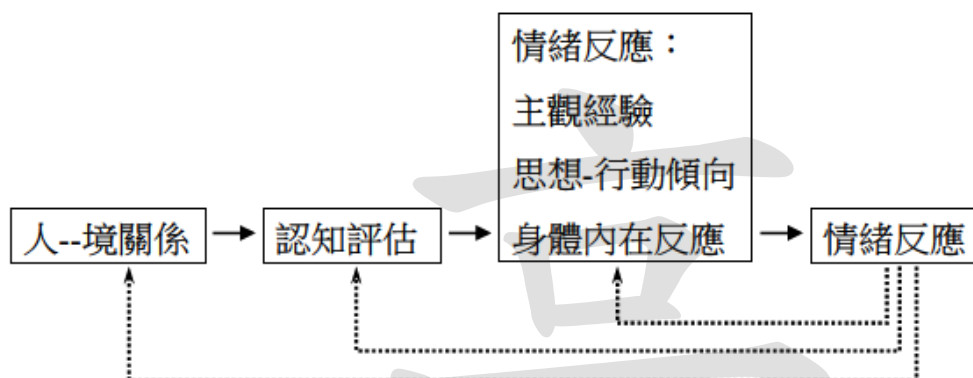 情緒反應：
主觀經驗
思想-行動傾向
身體內在反應
人--境關係
認知評估
情緒反應